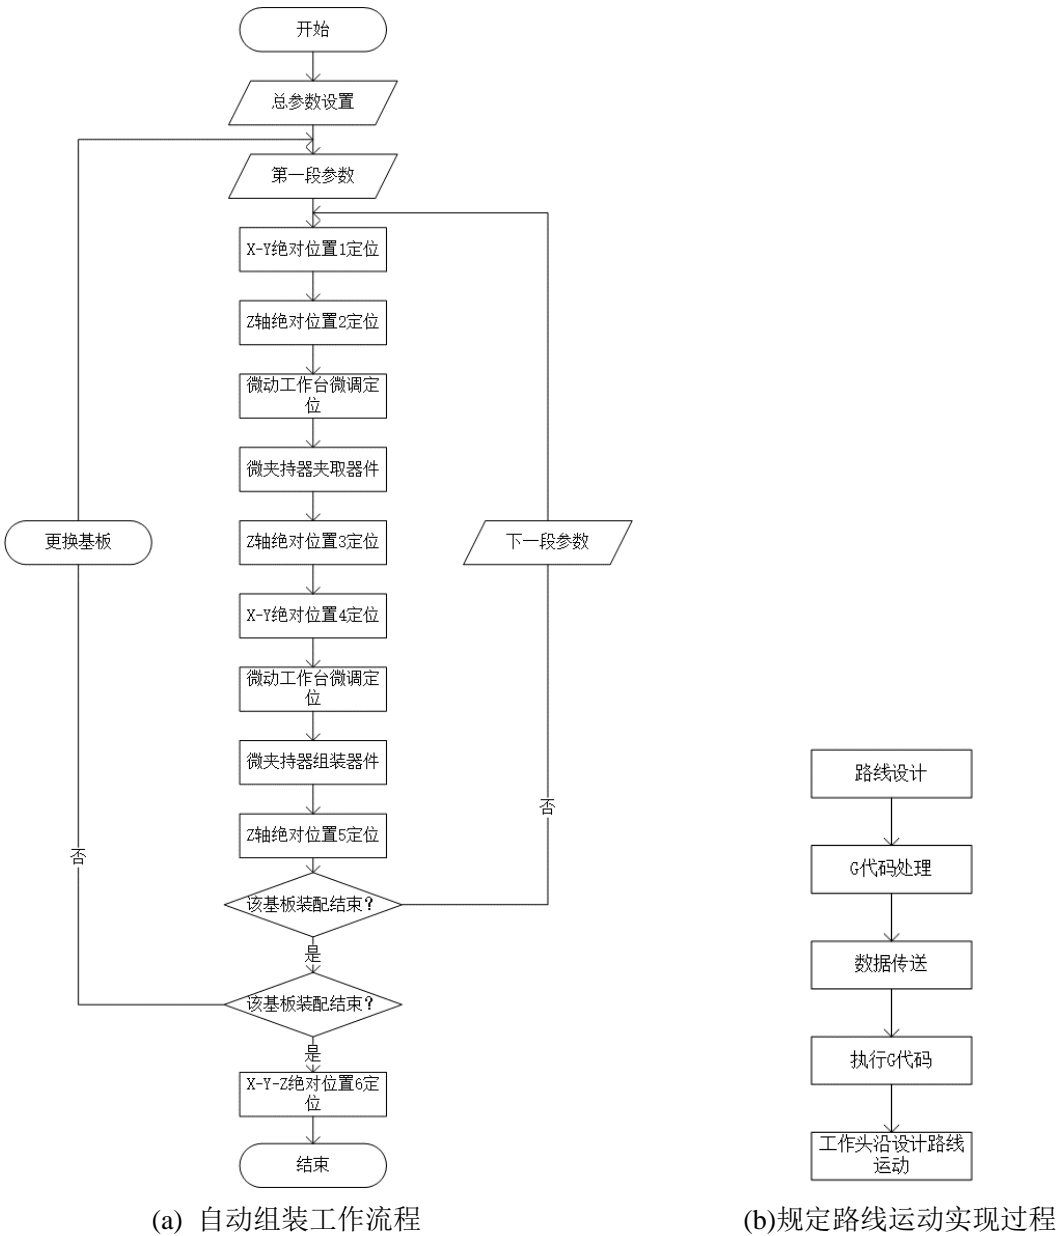 开始
总参数设置
第一段参数
X-Y绝对位置1定位
Z轴绝对位置2定位
微动工作台微调定
位
微夹持器夹取器件
更换基板
Z轴绝对位置3定位
下一段参数
X-Y绝对位置4定位
微动工作台微调定
位
微夹持器组装器件
否
Z轴绝对位置5定位
否
该基板装配结束？
是
该基板装配结束？
是
X-Y-Z绝对位置6定
位
结束
(a) 自动组装工作流程
路线设计
G代码处理
数据传送
执行G代码
工作头沿设计路线
运动
(b)规定路线运动实现过程